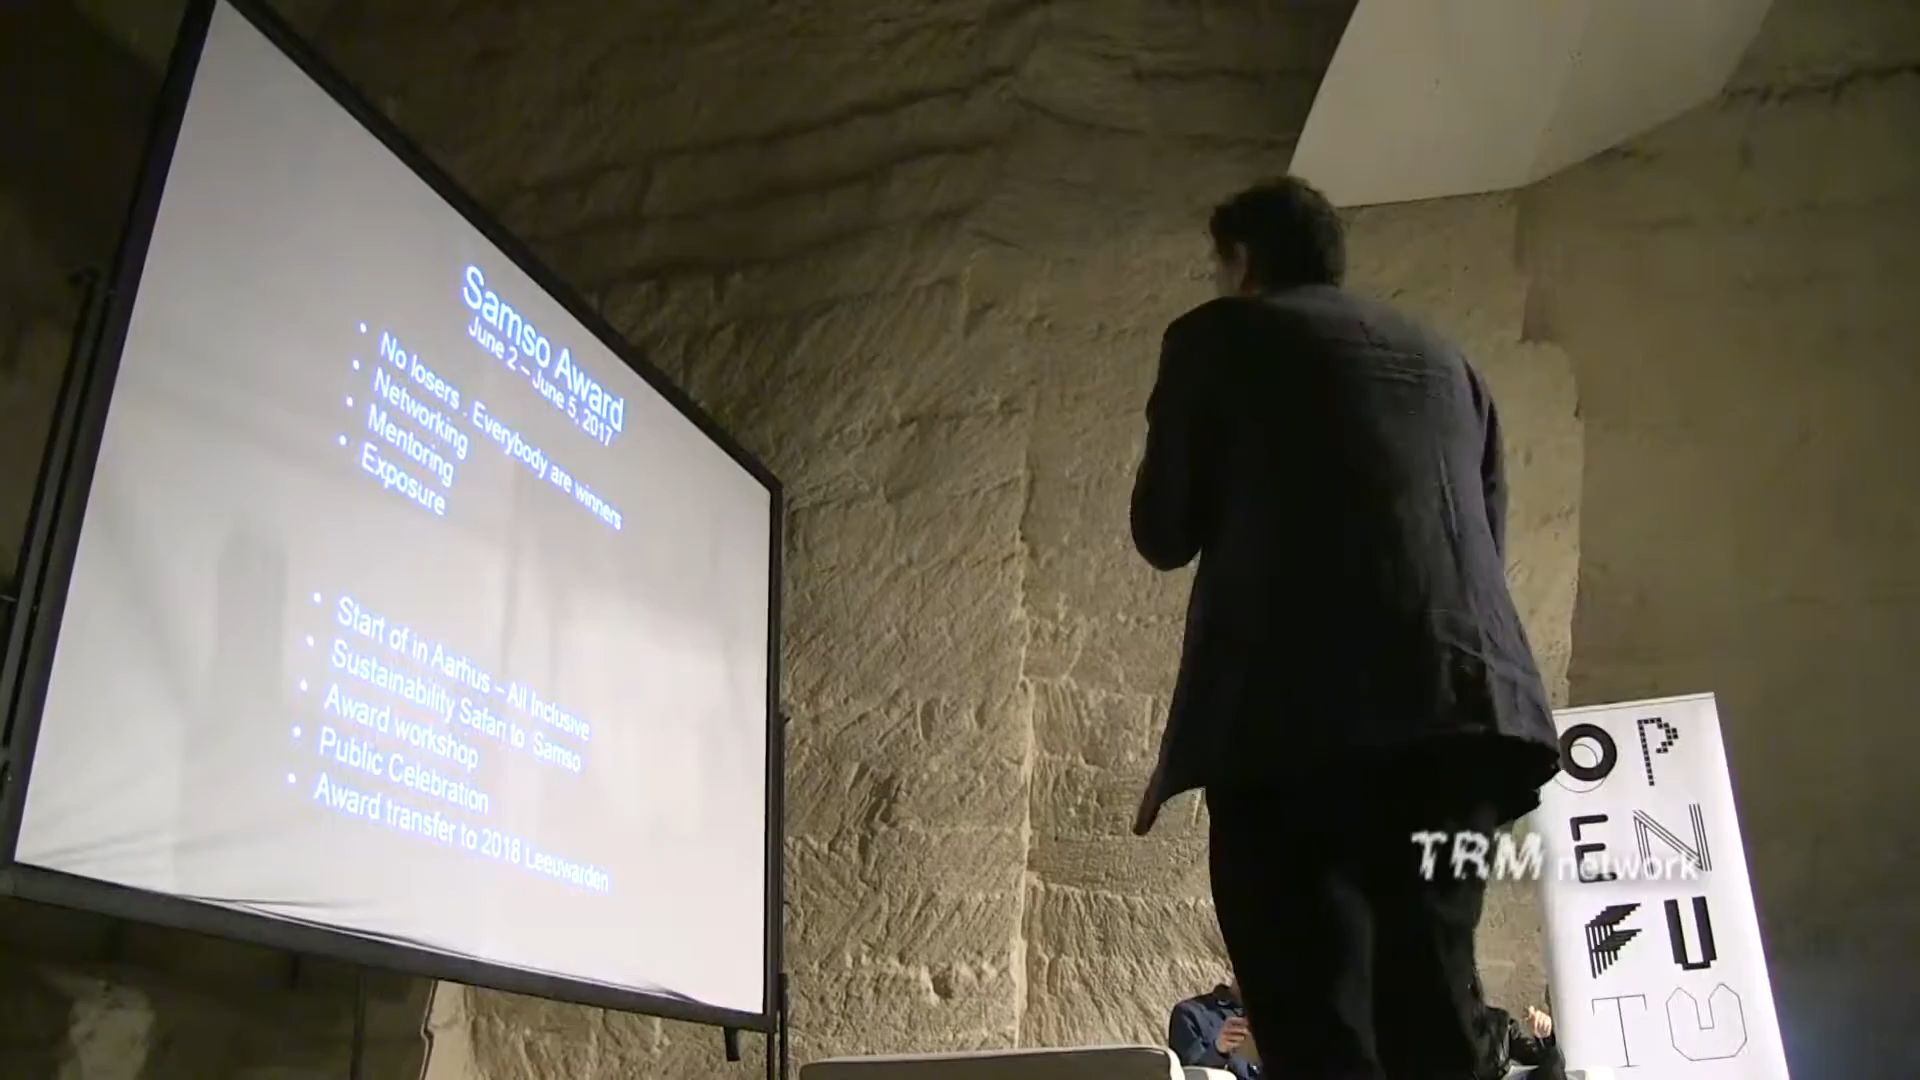 Samso Award
June 2 – June 5, 2017
No losers . Everybody are winners
Networking
Mentoring
Exposure
Start of in Aarhus – All Inclusive
Sustainability Safari to Samso
Award workshop
Public Celebration
Award transfer to 2018 Leeuwarden
TRM network
OP
EN
FU
TU